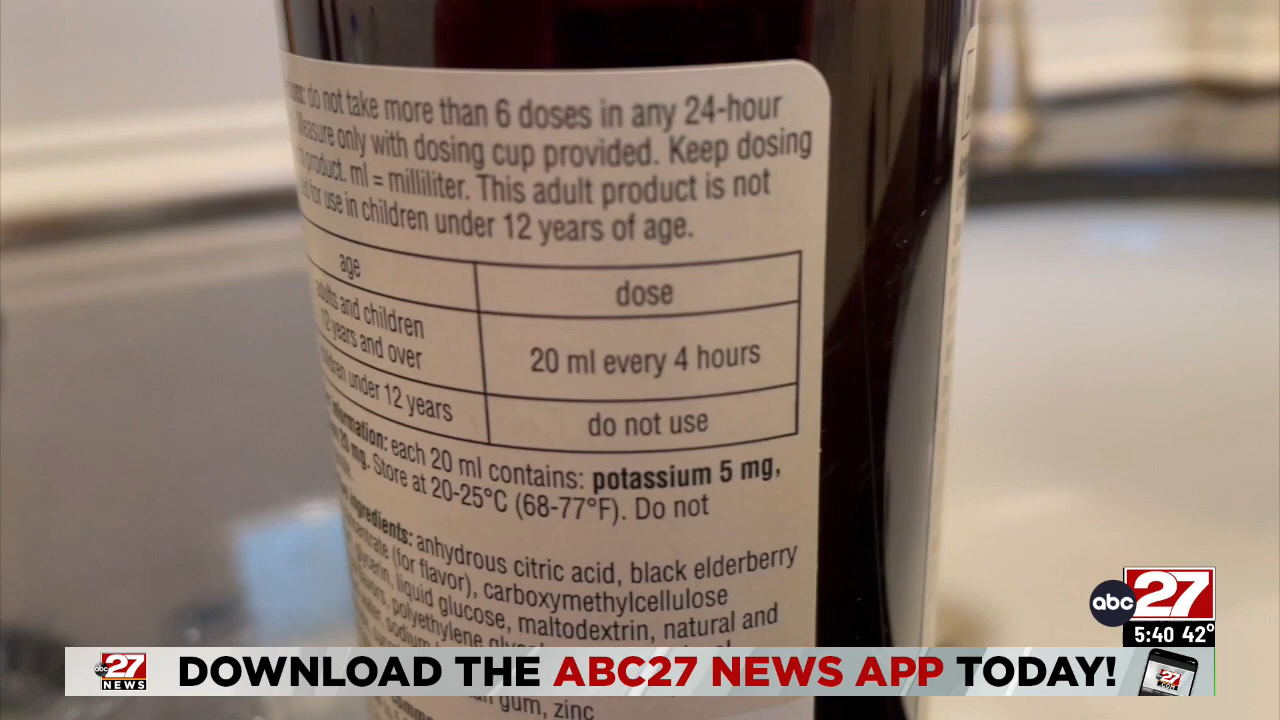 do not take more than 6 doses in any 24-hour
Measure only with dosing cup provided. Keep dosing
product. ml = milliliter. This adult product is not
for use in children under 12 years of age.
age
dose
adults and children
12 years and over
20 ml every 4 hours
children under 12 years
do not use
information: each 20 ml contains: potassium 5 mg,
20 mg. Store at 20-25°C (68-77°F). Do not
ingredients: anhydrous citric acid, black elderberry
(for flavor), carboxymethylcellulose
glycerin, liquid glucose, maltodextrin, natural and
polyethylene
gum, zinc
abc 27
5:40 42°
abc 27 NEWS
DOWNLOAD THE ABC27 NEWS APP TODAY!